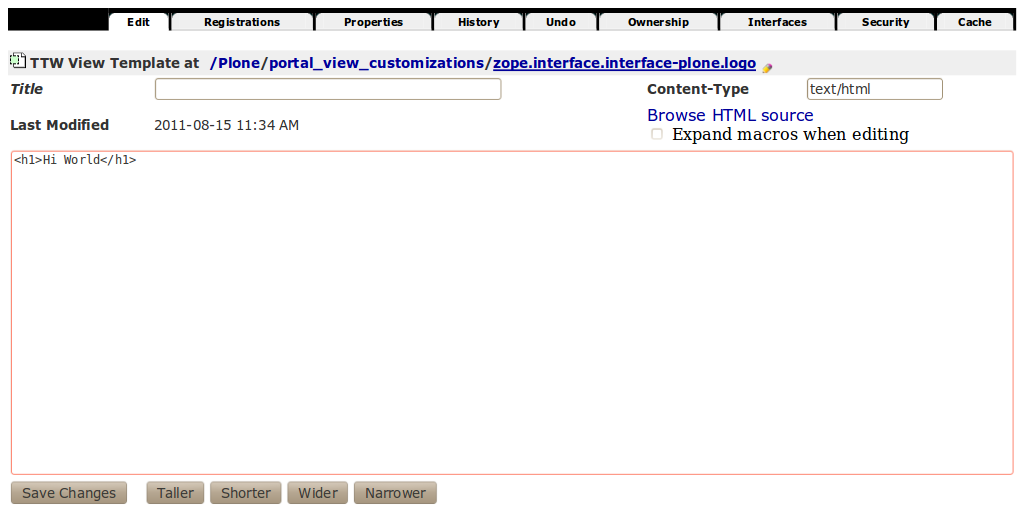 Edit Registrations Properties History Undo Ownership Interfaces Security Cache
TTW View Template at /Plone/portal_view_customizations/zope.interface.interface-plone.logo
Title Content-Type text/html
Last Modified 2011-08-15 11:34 AM Browse HTML source
Expand macros when editing
<h1>Hi World</h1>
Save Changes Taller Shorter Wider Narrower